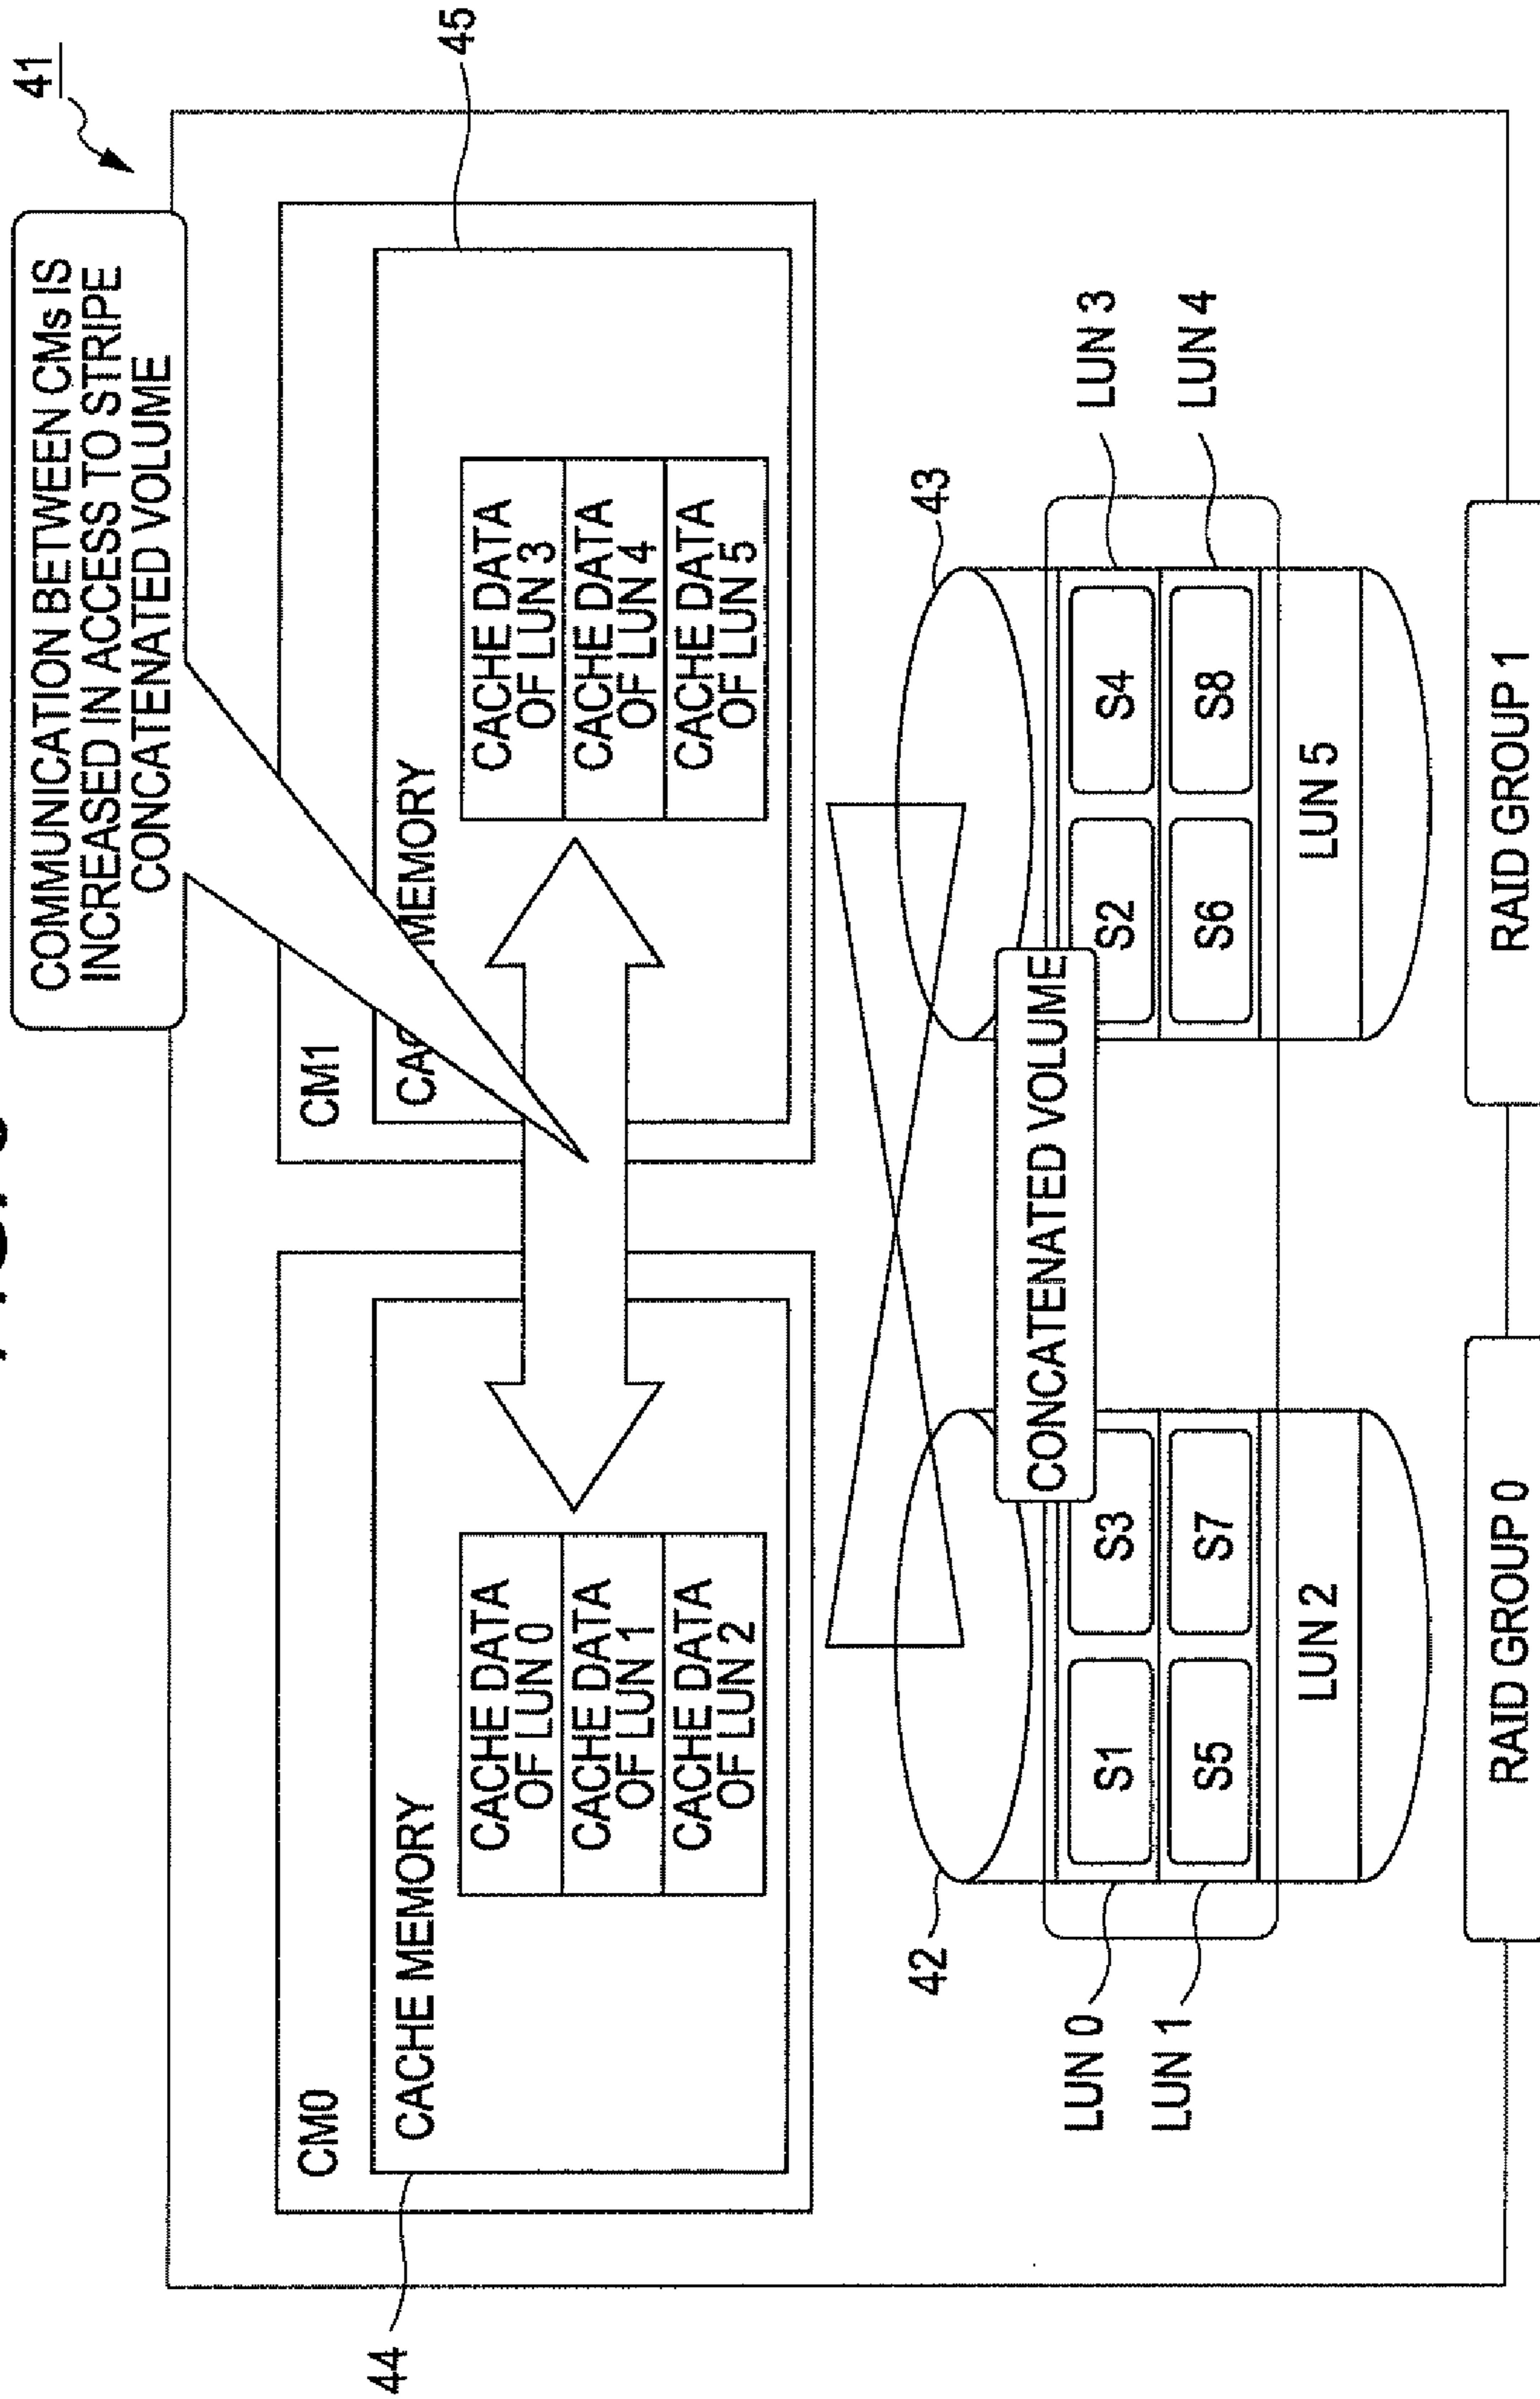 41
COMMUNICATION BETWEEN CMs IS
INCREASED IN ACCESS TO STRIPE
CONCATENATED VOLUME
CM0
CACHE MEMORY
44
CACHE DATA
OF LUN 0
CACHE DATA
OF LUN 1
CACHE DATA
OF LUN 2
CM1
MEMORY
45
CACHE DATA
OF LUN 3
CACHE DATA
OF LUN 4
CACHE DATA
OF LUN 5
42
43
CONCATENATED VOLUME
LUN 0
LUN 1
S1
S3
S5
S7
LUN 2
S2
S4
S6
S8
LUN 5
LUN 3
LUN 4
RAID GROUP 0
RAID GROUP 1